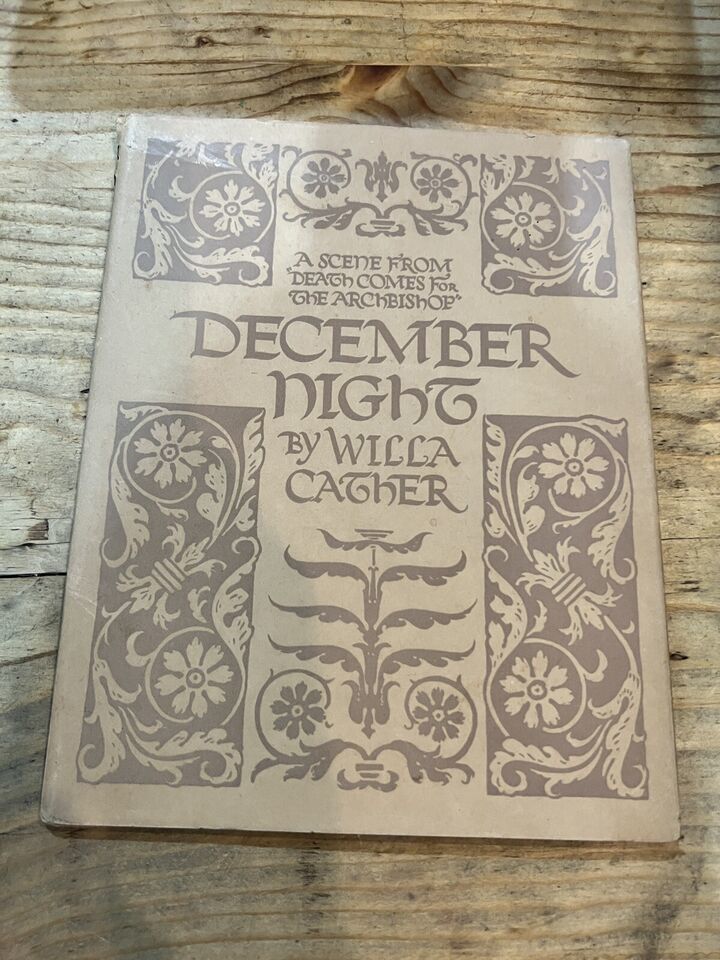 A SCENE FROM
"DEATH COMES FOR
THE ARCHBISHOP"
DECEMBER
NIGHT
BY WILLA
CATHER